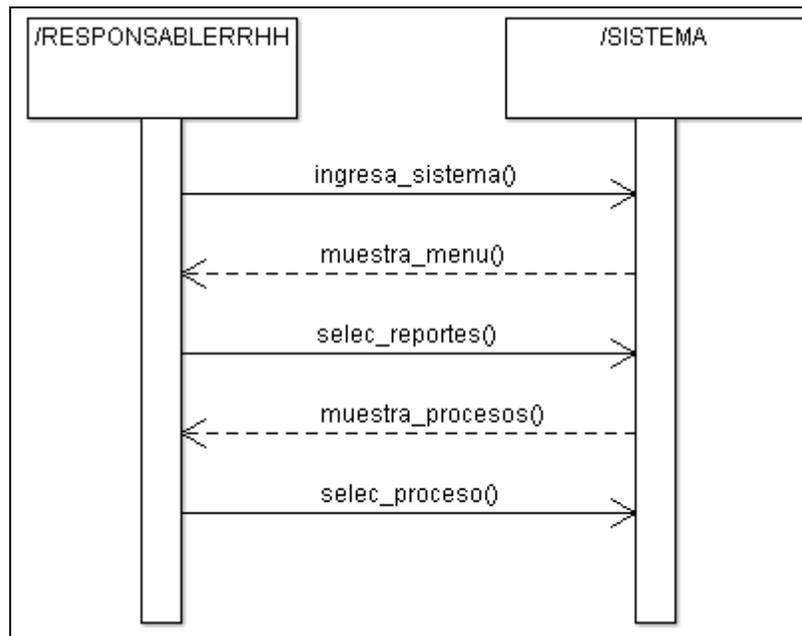 /RESPONSABLERRHH
/SISTEMA
ingresa_sistema()
muestra_menu()
selec_reportes()
muestra_procesos()
selec_proceso()